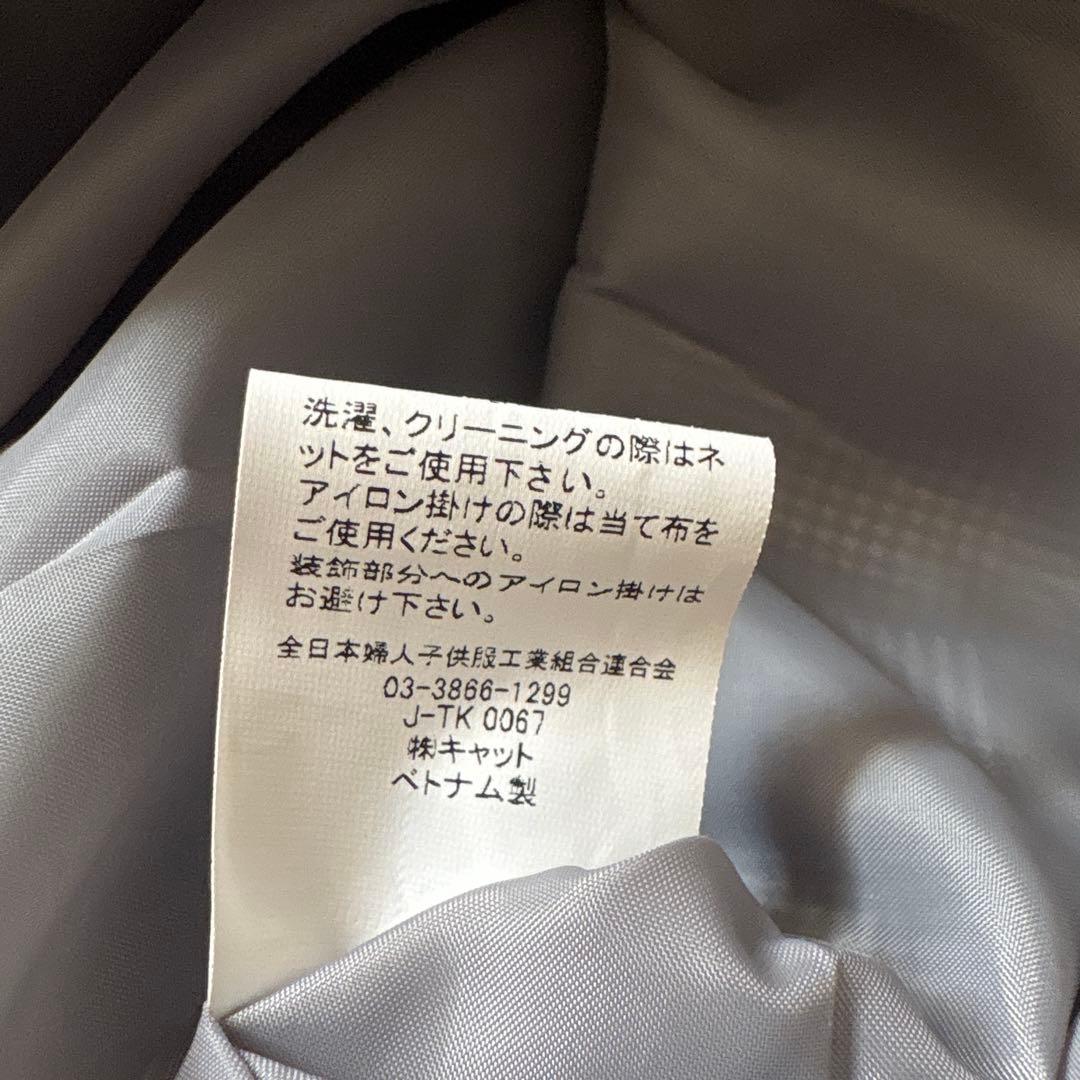 洗濯、クリーニングの際はネ
ットをご使用下さい。
アイロン掛けの際は当て布を
ご使用ください。
装飾部分へのアイロン掛けは
お避け下さい。
全日本婦人子供服工業組合連合会
03-3866-1299
J-TK 0067
㈱キャット
ベトナム製